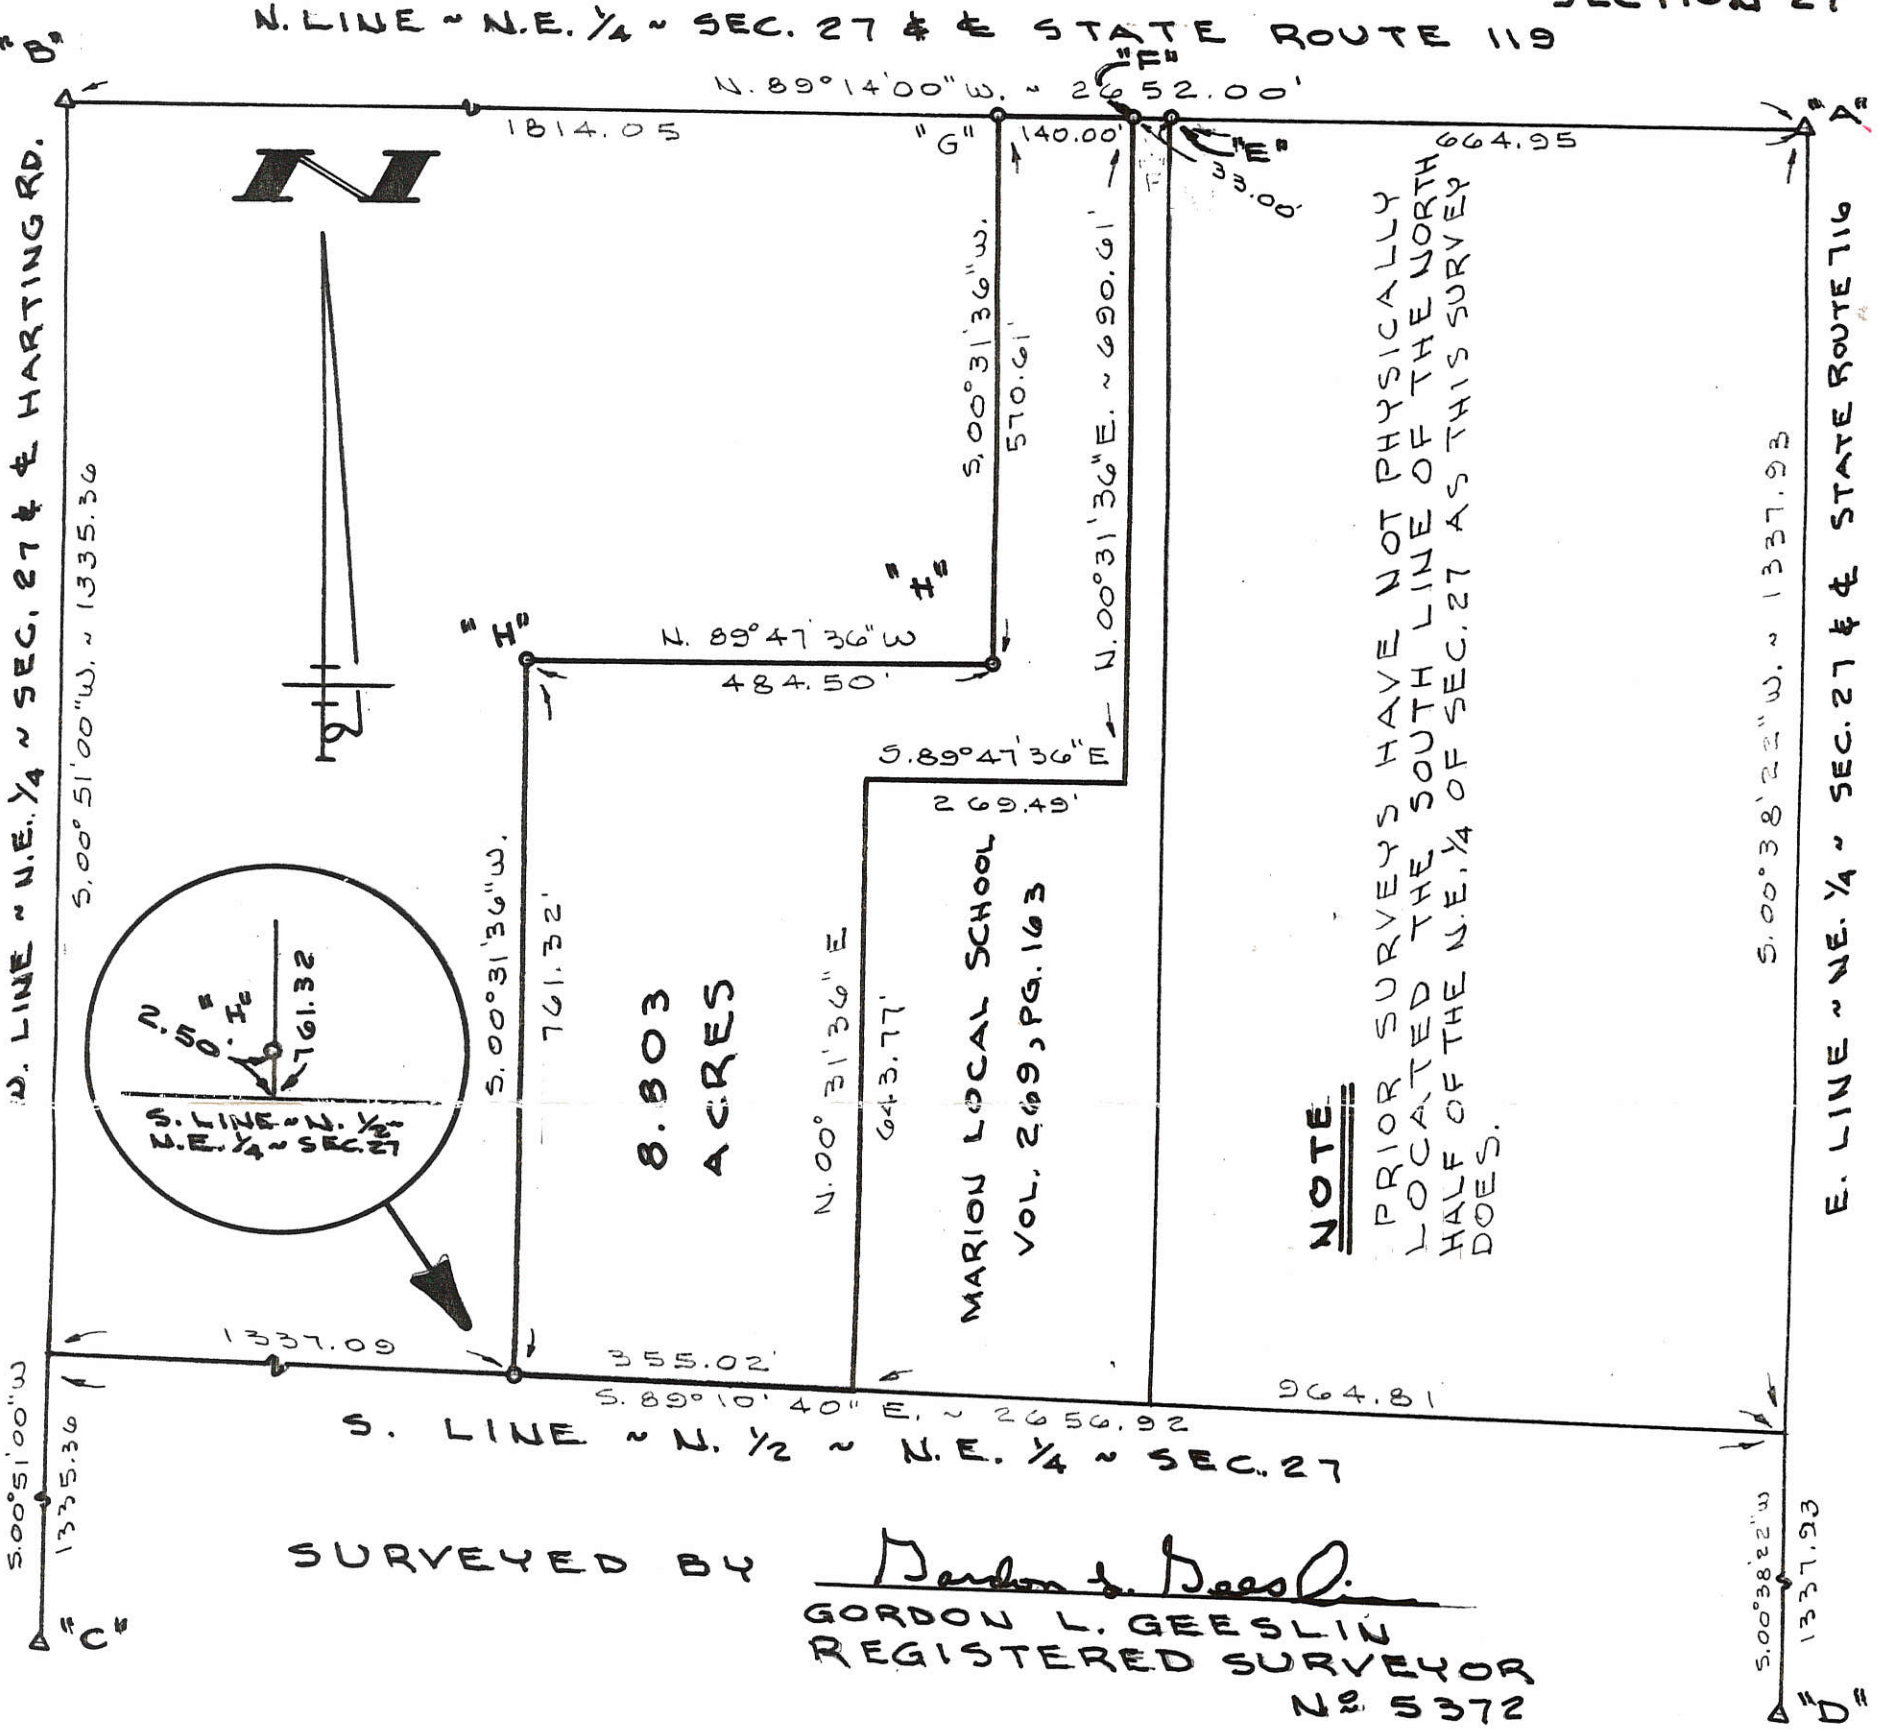 SECTION 27
N. LINE ~ N.E. ¼ ~ SEC. 27 & ℄ STATE ROUTE 119
"B"
"F"
N. 89° 14' 00" W. ~ 2652.00'
"A"
1814.05
"G"
140.00'
"E"
33.00'
664.95
N
W. LINE ~ N.E. ¼ ~ SEC. 27 & ℄ HARTING RD.
S. 00° 51' 00" W. ~ 1335.36
S. 00° 31' 36" W.
570.61'
N. 00° 31' 36" E. ~ 690.61'
E. LINE ~ NE. ¼ ~ SEC. 27 & ℄ STATE ROUTE 716
S. 00° 38' 22" W. ~ 1337.93
"H"
"I"
N. 89° 47' 36" W
484.50'
S. 89° 47' 36" E
269.49'
S. 00° 31' 36" W.
761.32'
8.803
ACRES
N. 00° 31' 36" E
643.77'
MARION LOCAL SCHOOL
VOL. 269, PG. 163
NOTE
PRIOR SURVEYS HAVE NOT PHYSICALLY
LOCATED THE SOUTH LINE OF THE NORTH
HALF OF THE N.E. ¼ OF SEC. 27 AS THIS SURVEY
DOES.
2.50'
"I"
761.32
S. LINE ~ N. ½ ~
N.E. ¼ ~ SEC. 27
1337.09
355.02'
964.81
S. 89° 10' 40" E. ~ 2656.92
S. LINE ~ N. ½ ~ N.E. ¼ ~ SEC. 27
S. 00° 51' 00" W
1335.36
"C"
S. 00° 38' 22" W
1337.93
"D"
SURVEYED BY
Gordon L. Geeslin
GORDON L. GEESLIN
REGISTERED SURVEYOR
No 5372